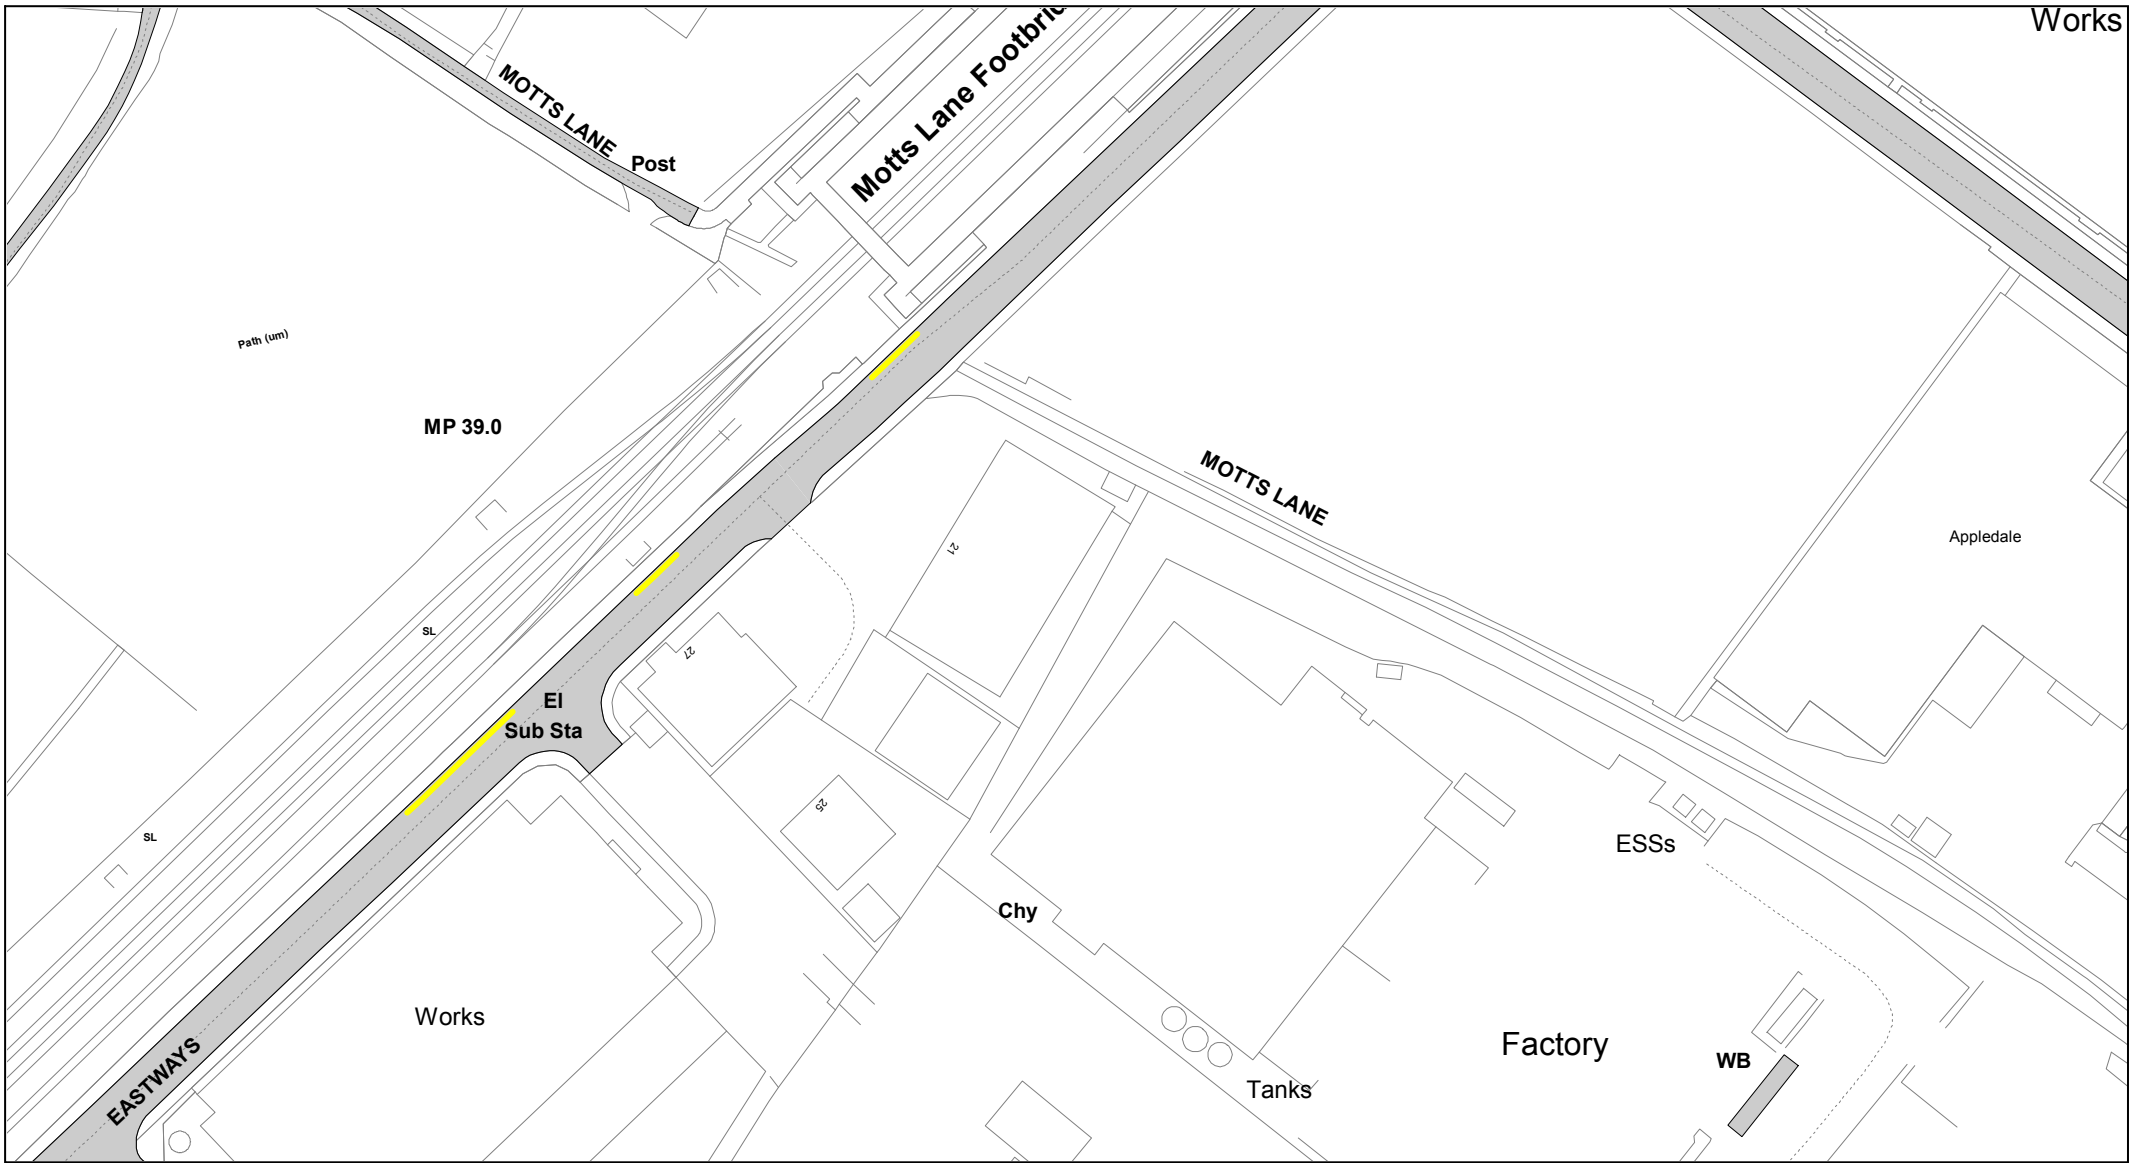 Works
MOTTS LANE
Post
Motts Lane Footbri
Path (um)
MP 39.0
MOTTS LANE
Appledale
21
SL
27
El
Sub Sta
25
SL
ESSs
Chy
Works
Factory
WB
EASTWAYS
Tanks